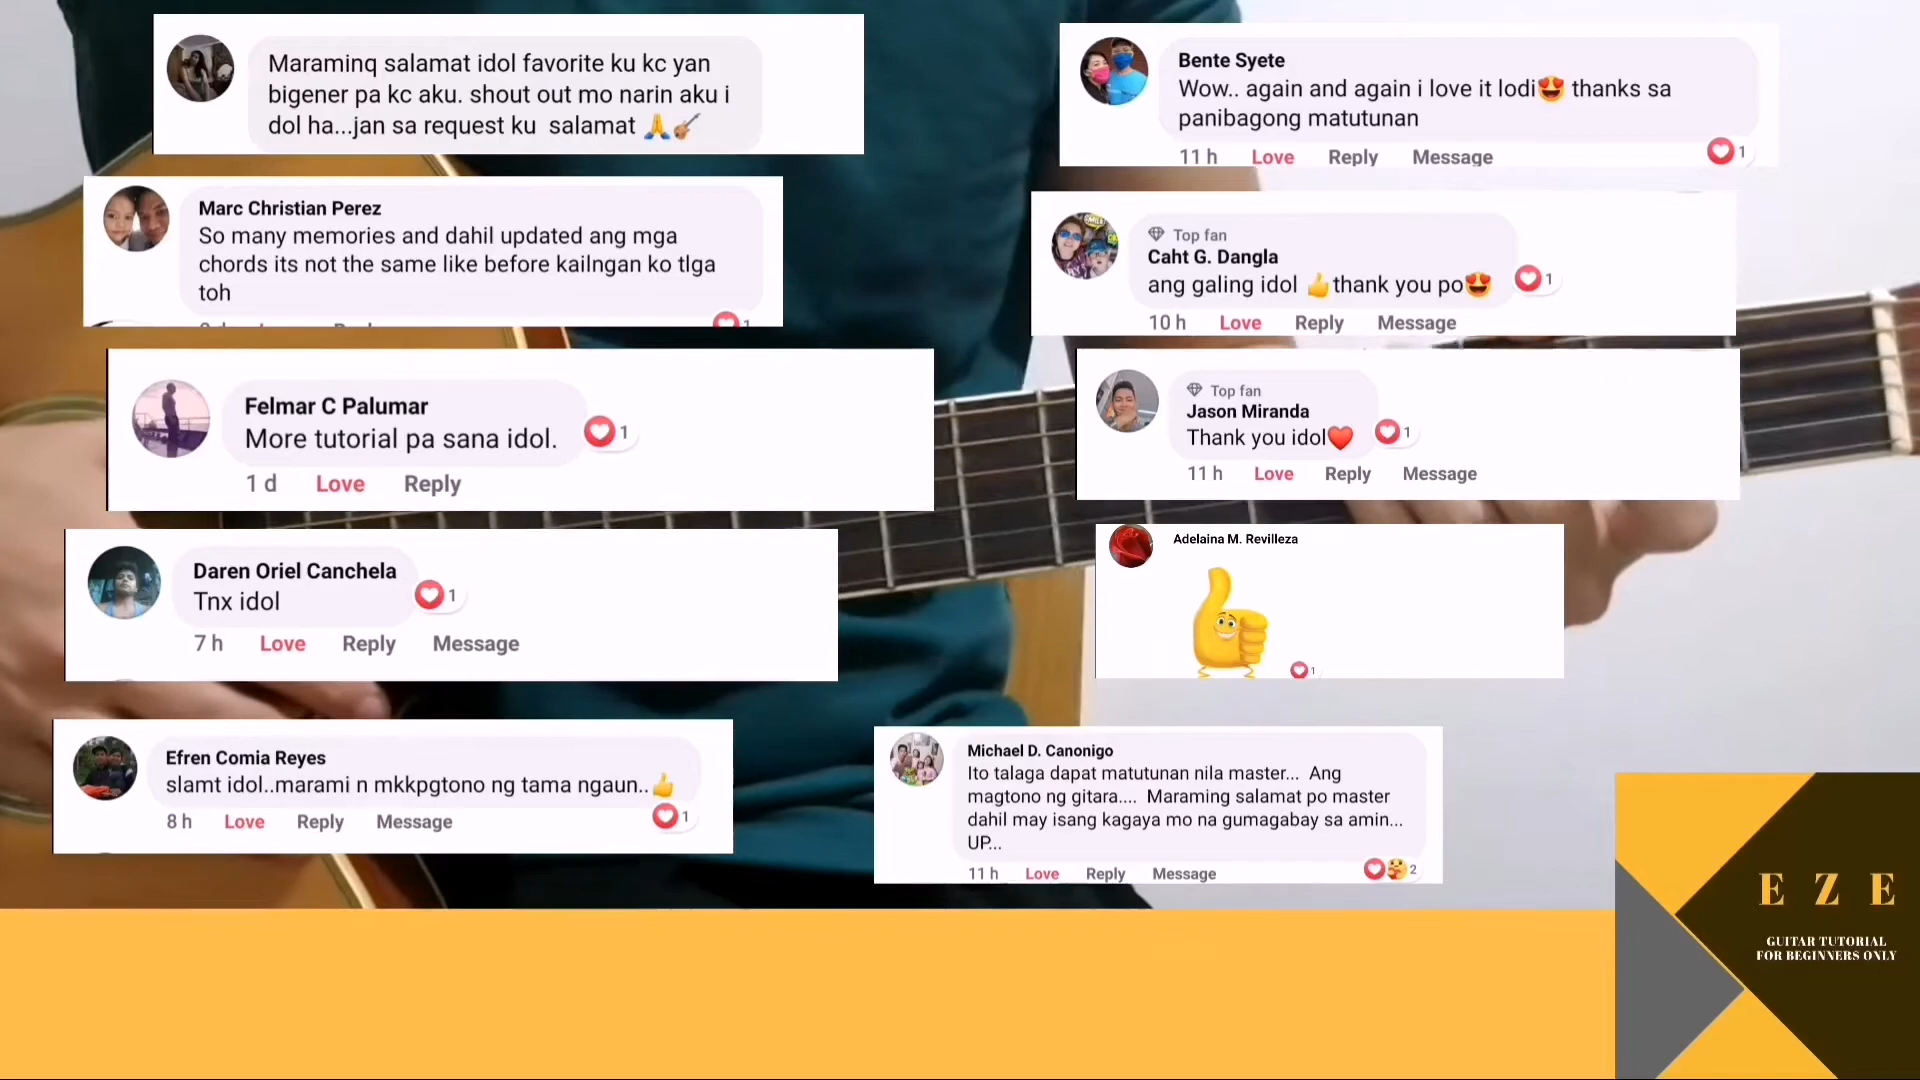 Maraming salamat idol favorite ku kc yan
bigener pa kc aku. shout out mo narin aku i
dol ha...jan sa request ku salamat 🙏🎸
Marc Christian Perez
So many memories and dahil updated ang mga
chords its not the same like before kailngan ko tlga
toh
1
Felmar C Palumar
More tutorial pa sana idol.
1
1 d Love Reply
Daren Oriel Canchela
Tnx idol
1
7 h Love Reply Message
Efren Comia Reyes
slamt idol..marami n mkkpgtono ng tama ngaun..👍
8 h Love Reply Message
1
Bente Syete
Wow.. again and again i love it lodi😍 thanks sa
panibagong matutunan
11 h Love Reply Message
1
Top fan
Caht G. Dangla
ang galing idol 👍thank you po😍
1
10 h Love Reply Message
Top fan
Jason Miranda
Thank you idol❤️
1
11 h Love Reply Message
Adelaina M. Revilleza
1
Michael D. Canonigo
Ito talaga dapat matutunan nila master... Ang
magtono ng gitara.... Maraming salamat po master
dahil may isang kagaya mo na gumagabay sa amin...
UP...
11 h Love Reply Message
2
E Z E
GUITAR TUTORIAL
FOR BEGINNERS ONLY